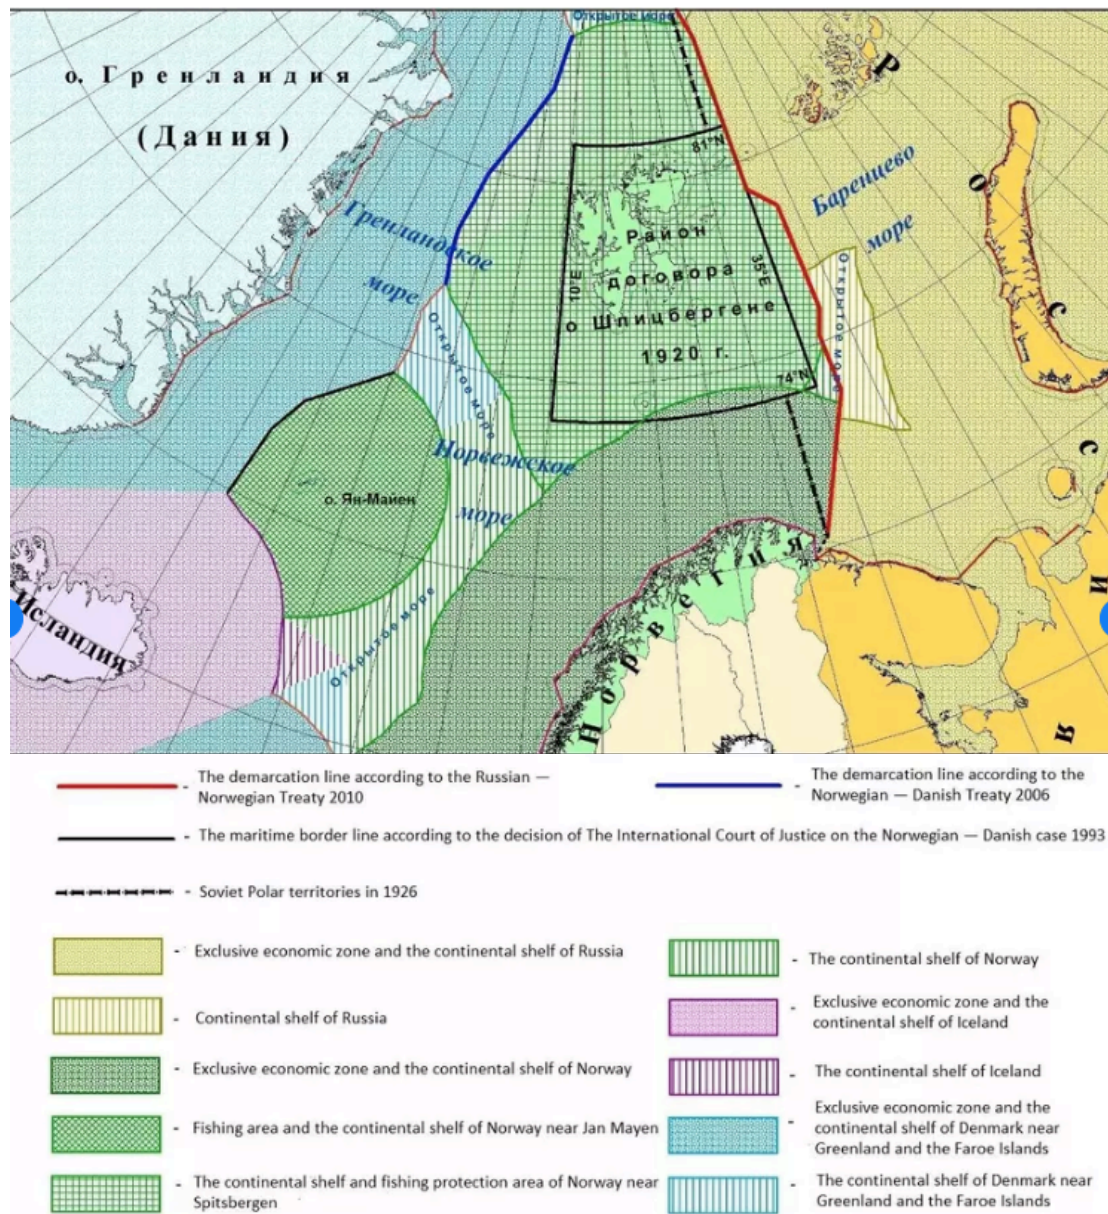 Открытое море
о. Гренландия
(Дания)
Р
о
с
с
и
я
81°N
Баренцево
море
Гренландское
море
Район
договора
о Шпицбергене
1920 г.
10°E
35°E
74°N
Открытое море
Открытое море
Норвежское
море
о. Ян-Майен
Открытое море
Исландия
Норвегия
The demarcation line according to the Russian —
Norwegian Treaty 2010
The demarcation line according to the
Norwegian — Danish Treaty 2006
The maritime border line according to the decision of The International Court of Justice on the Norwegian — Danish case 1993
Soviet Polar territories in 1926
Exclusive economic zone and the continental shelf of Russia
The continental shelf of Norway
Continental shelf of Russia
Exclusive economic zone and the
continental shelf of Iceland
Exclusive economic zone and the continental shelf of Norway
The continental shelf of Iceland
Fishing area and the continental shelf of Norway near Jan Mayen
Exclusive economic zone and the
continental shelf of Denmark near
Greenland and the Faroe Islands
The continental shelf and fishing protection area of Norway near
Spitsbergen
The continental shelf of Denmark near
Greenland and the Faroe Islands